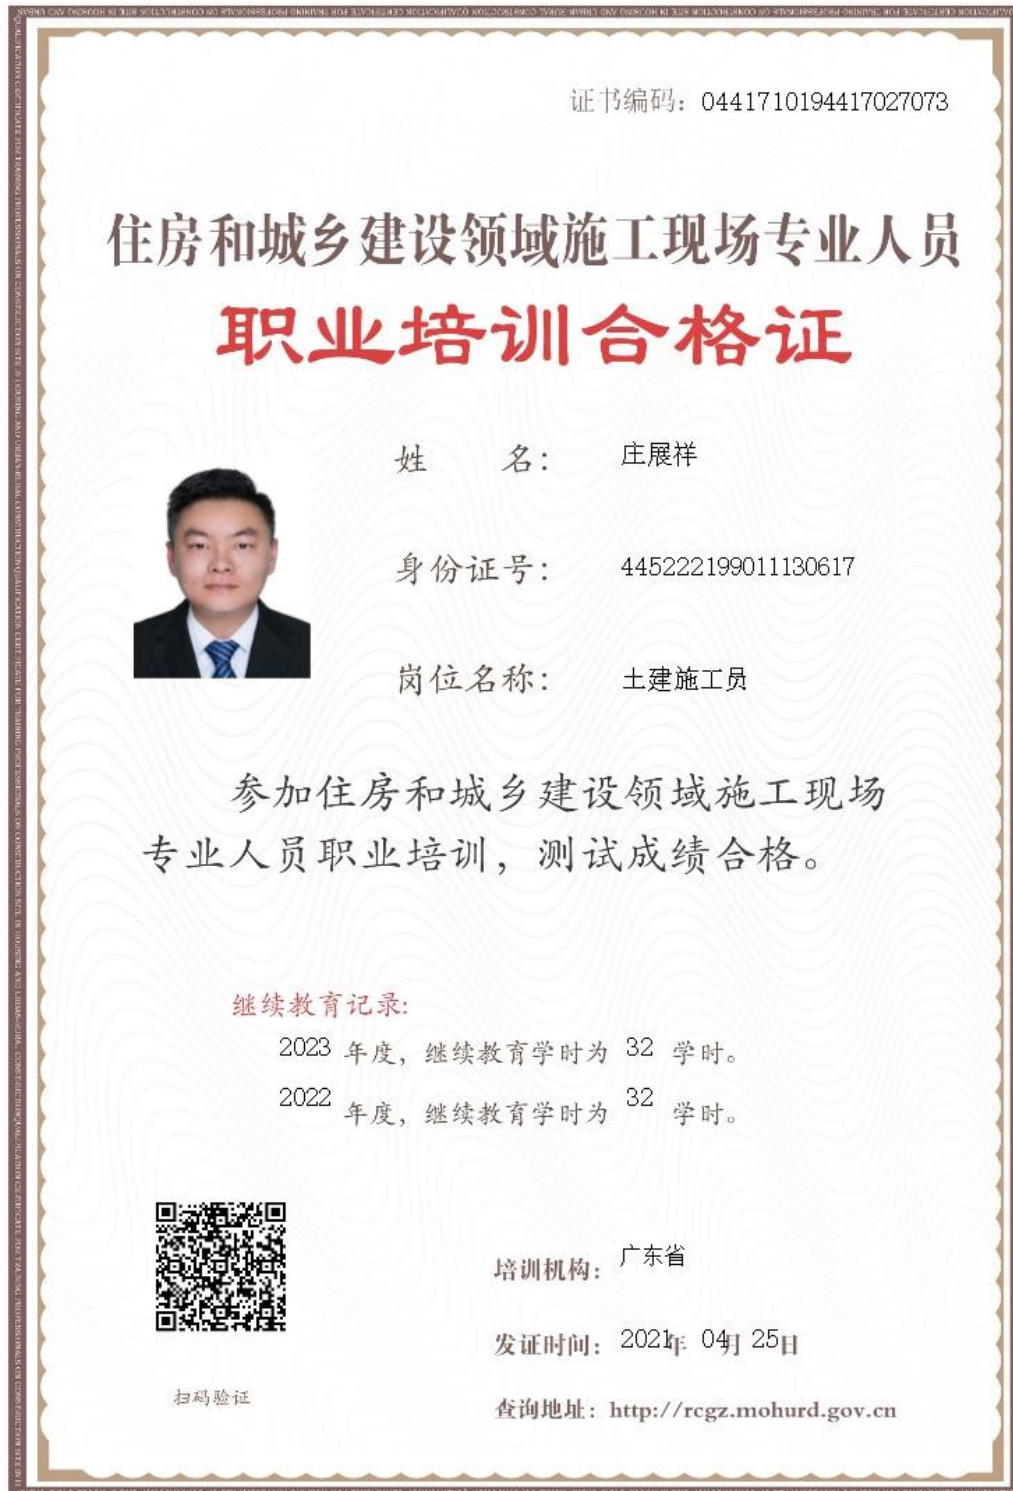 证书编码：0441710194417027073
住房和城乡建设领域施工现场专业人员
职业培训合格证
姓 名： 庄展祥
身份证号： 445222199011130617
岗位名称： 土建施工员
参加住房和城乡建设领域施工现场
专业人员职业培训，测试成绩合格。
继续教育记录:
2023 年度，继续教育学时为 32 学时。
2022 年度，继续教育学时为 32 学时。
培训机构： 广东省
发证时间： 2021年 04月 25日
扫码验证
查询地址：http://rcgz.mohurd.gov.cn